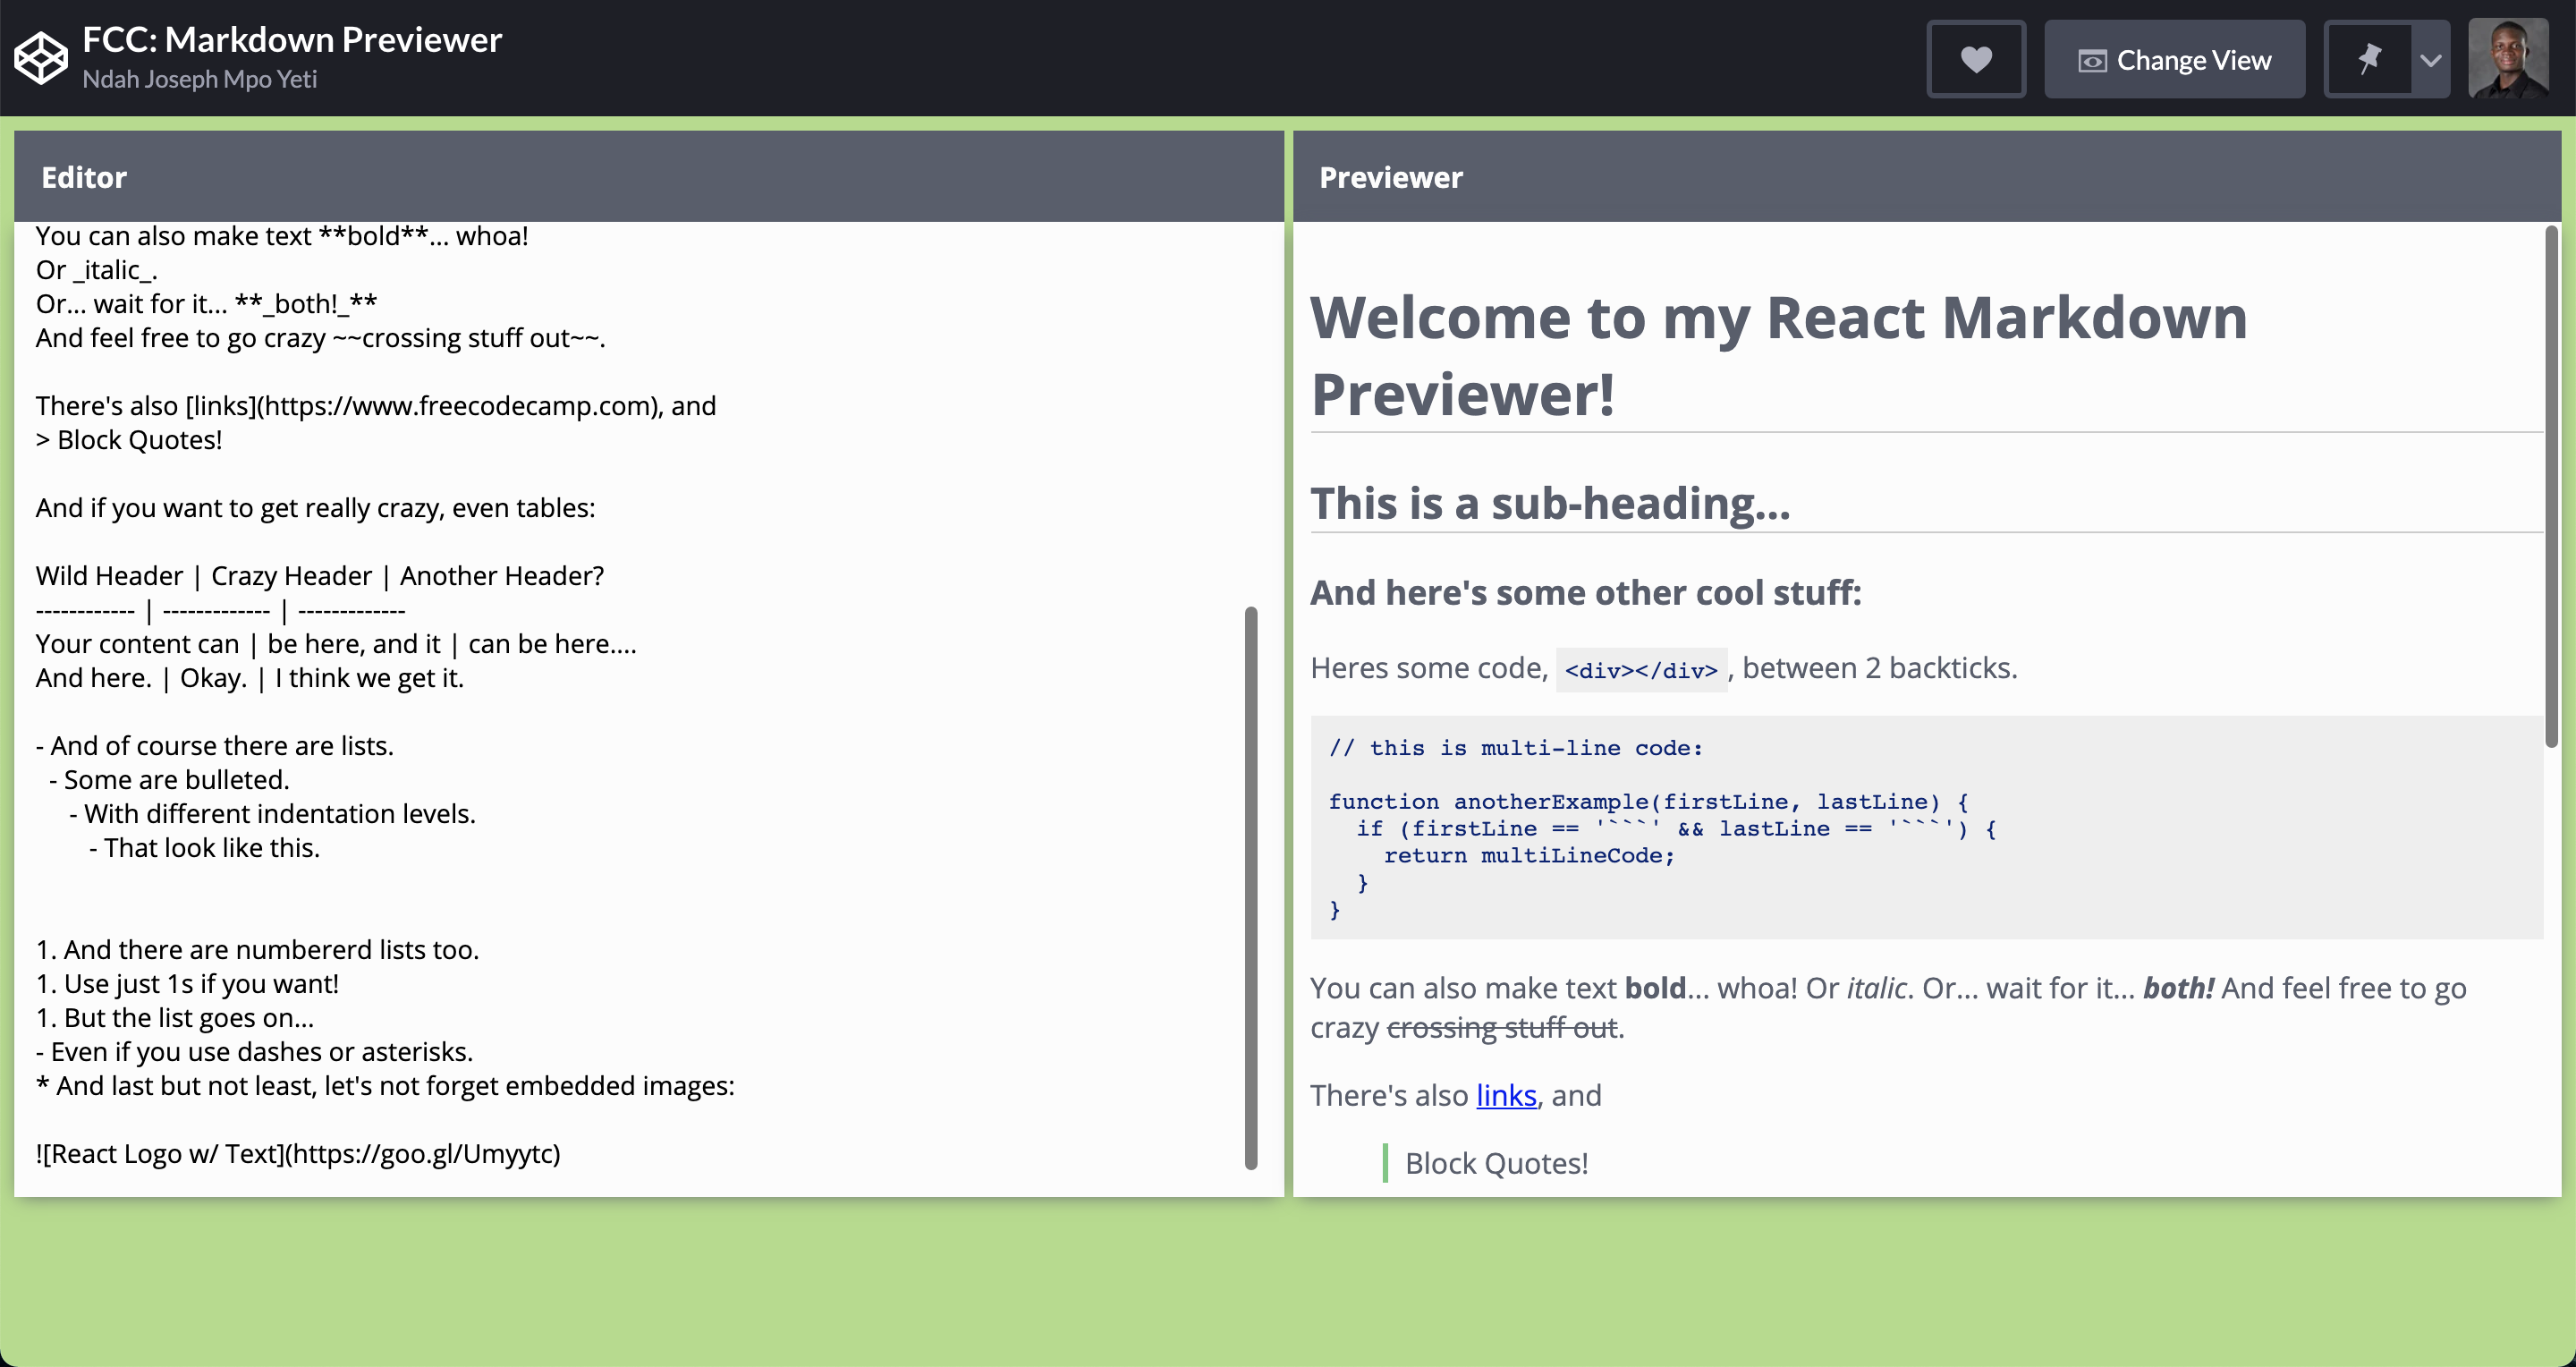 FCC: Markdown Previewer
Ndah Joseph Mpo Yeti
Change View
Editor
You can also make text **bold**... whoa!
Or _italic_.
Or... wait for it... **_both!_**
And feel free to go crazy ~~crossing stuff out~~.
There's also [links](https://www.freecodecamp.com), and
> Block Quotes!
And if you want to get really crazy, even tables:
Wild Header | Crazy Header | Another Header?
------------ | ------------- | -------------
Your content can | be here, and it | can be here....
And here. | Okay. | I think we get it.
- And of course there are lists.
  - Some are bulleted.
     - With different indentation levels.
        - That look like this.
1. And there are numbererd lists too.
1. Use just 1s if you want!
1. But the list goes on...
- Even if you use dashes or asterisks.
* And last but not least, let's not forget embedded images:
![React Logo w/ Text](https://goo.gl/Umyytc)
Previewer
Welcome to my React Markdown
Previewer!
This is a sub-heading...
And here's some other cool stuff:
Heres some code, <div></div>, between 2 backticks.
// this is multi-line code:
function anotherExample(firstLine, lastLine) {
  if (firstLine == '```' && lastLine == '```') {
    return multiLineCode;
  }
}
You can also make text bold... whoa! Or italic. Or... wait for it... both! And feel free to go
crazy crossing stuff out.
There's also links, and
Block Quotes!